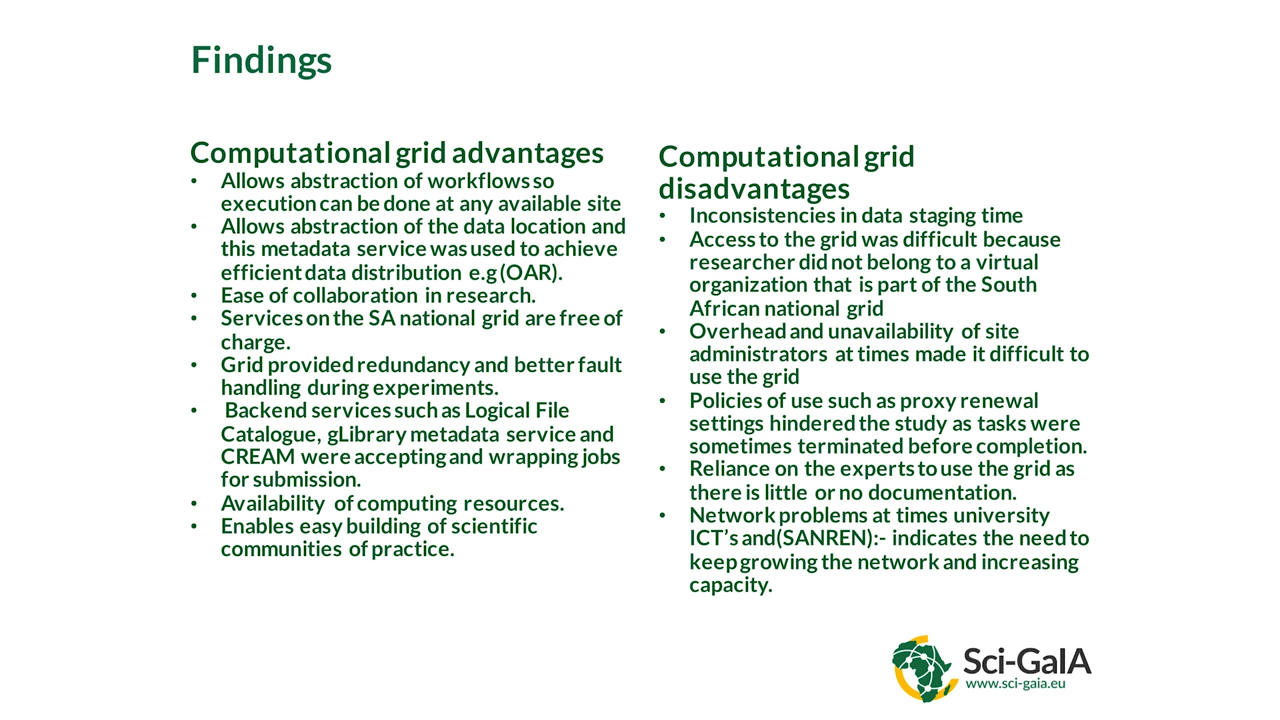 Findings
Computational grid advantages
• Allows abstraction of workflows so
execution can be done at any available site
• Allows abstraction of the data location and
this metadata service was used to achieve
efficient data distribution e.g (OAR).
• Ease of collaboration in research.
• Services on the SA national grid are free of
charge.
• Grid provided redundancy and better fault
handling during experiments.
• Backend services such as Logical File
Catalogue, gLibrary metadata service and
CREAM were accepting and wrapping jobs
for submission.
• Availability of computing resources.
• Enables easy building of scientific
communities of practice.
Computational grid
disadvantages
• Inconsistencies in data staging time
• Access to the grid was difficult because
researcher did not belong to a virtual
organization that is part of the South
African national grid
• Overhead and unavailability of site
administrators at times made it difficult to
use the grid
• Policies of use such as proxy renewal
settings hindered the study as tasks were
sometimes terminated before completion.
• Reliance on the experts to use the grid as
there is little or no documentation.
• Network problems at times university
ICT’s and(SANREN):- indicates the need to
keep growing the network and increasing
capacity.
Sci-GaIA
www.sci-gaia.eu